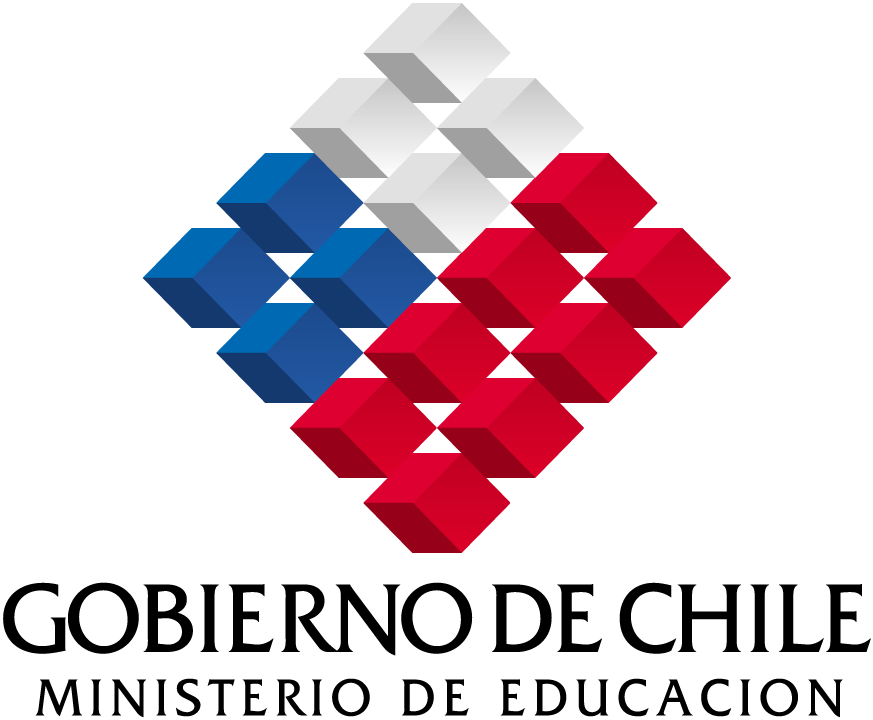 GOBIERNO DE CHILE
MINISTERIO DE EDUCACION